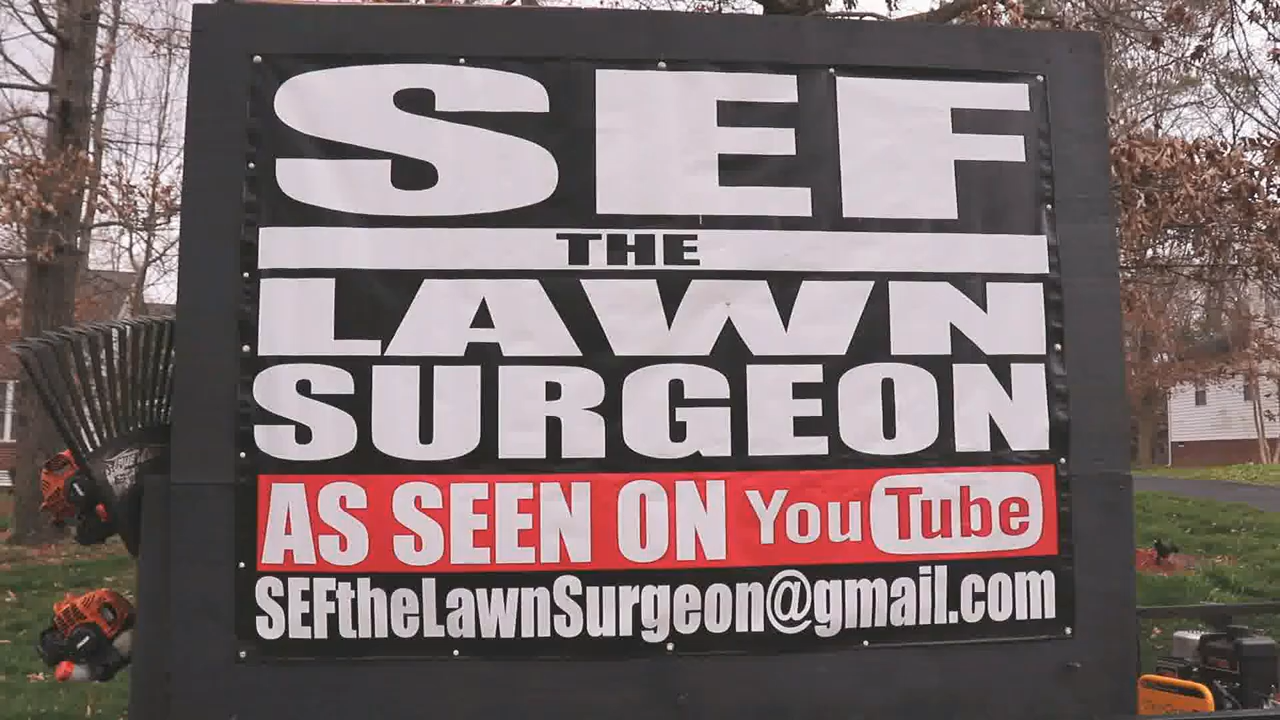 SEF
THE
LAWN
SURGEON
AS SEEN ON YouTube
SEFtheLawnSurgeon@gmail.com